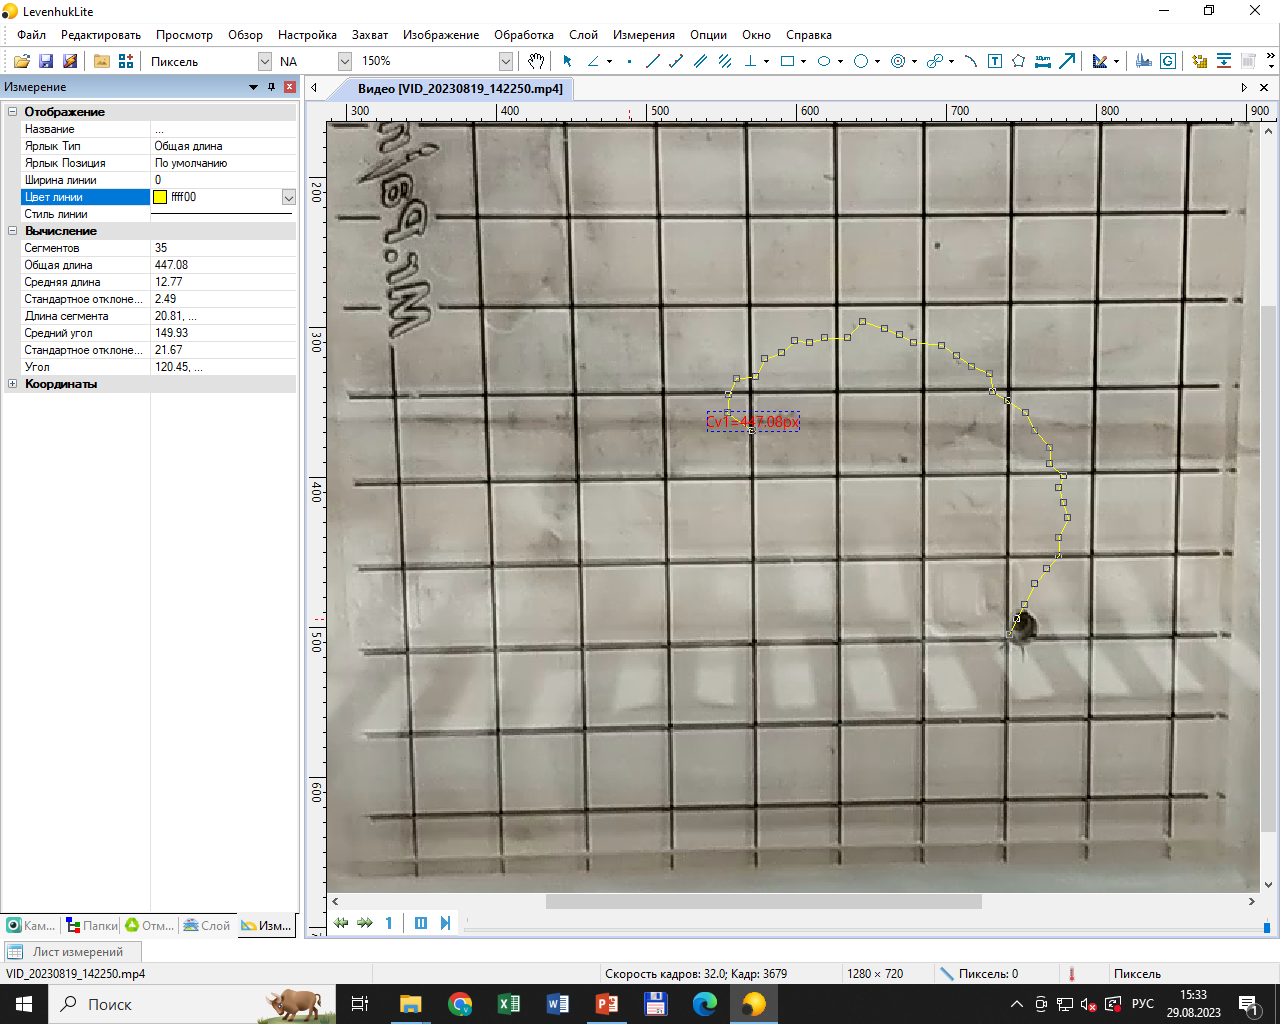 LevenhukLite
Файл Редактировать Просмотр Обзор Настройка Захват Изображение Обработка Слой Измерения Опции Окно Справка
Пиксель NA 150%
Измерение
Видео [VID_20230819_142250.mp4]
300 400 500 600 700 800 900
200
300
400
500
600
Отображение
Название ...
Ярлык Тип Общая длина
Ярлык Позиция По умолчанию
Ширина линии 0
Цвет линии ffff00
Стиль линии
Вычисление
Сегментов 35
Общая длина 447.08
Средняя длина 12.77
Стандартное отклоне... 2.49
Длина сегмента 20.81, ...
Средний угол 149.93
Стандартное отклоне... 21.67
Угол 120.45, ...
Координаты
Cv1=447.08px
1
Кам... Папки Отм... Слой Изм...
Лист измерений
VID_20230819_142250.mp4 Скорость кадров: 32.0; Кадр: 3679 1280 × 720 Пиксель: 0 Пиксель
Поиск
РУС
15:33
29.08.2023
1